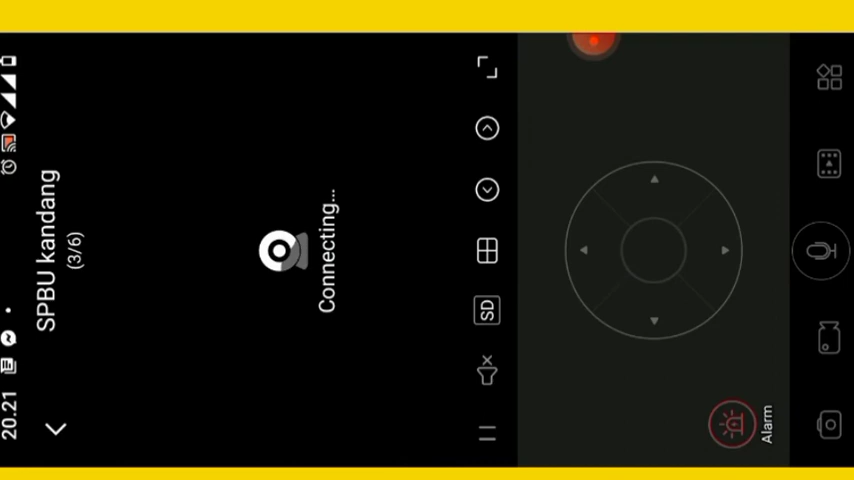 20.21
SPBU kandang
(3/6)
Connecting...
SD
Alarm